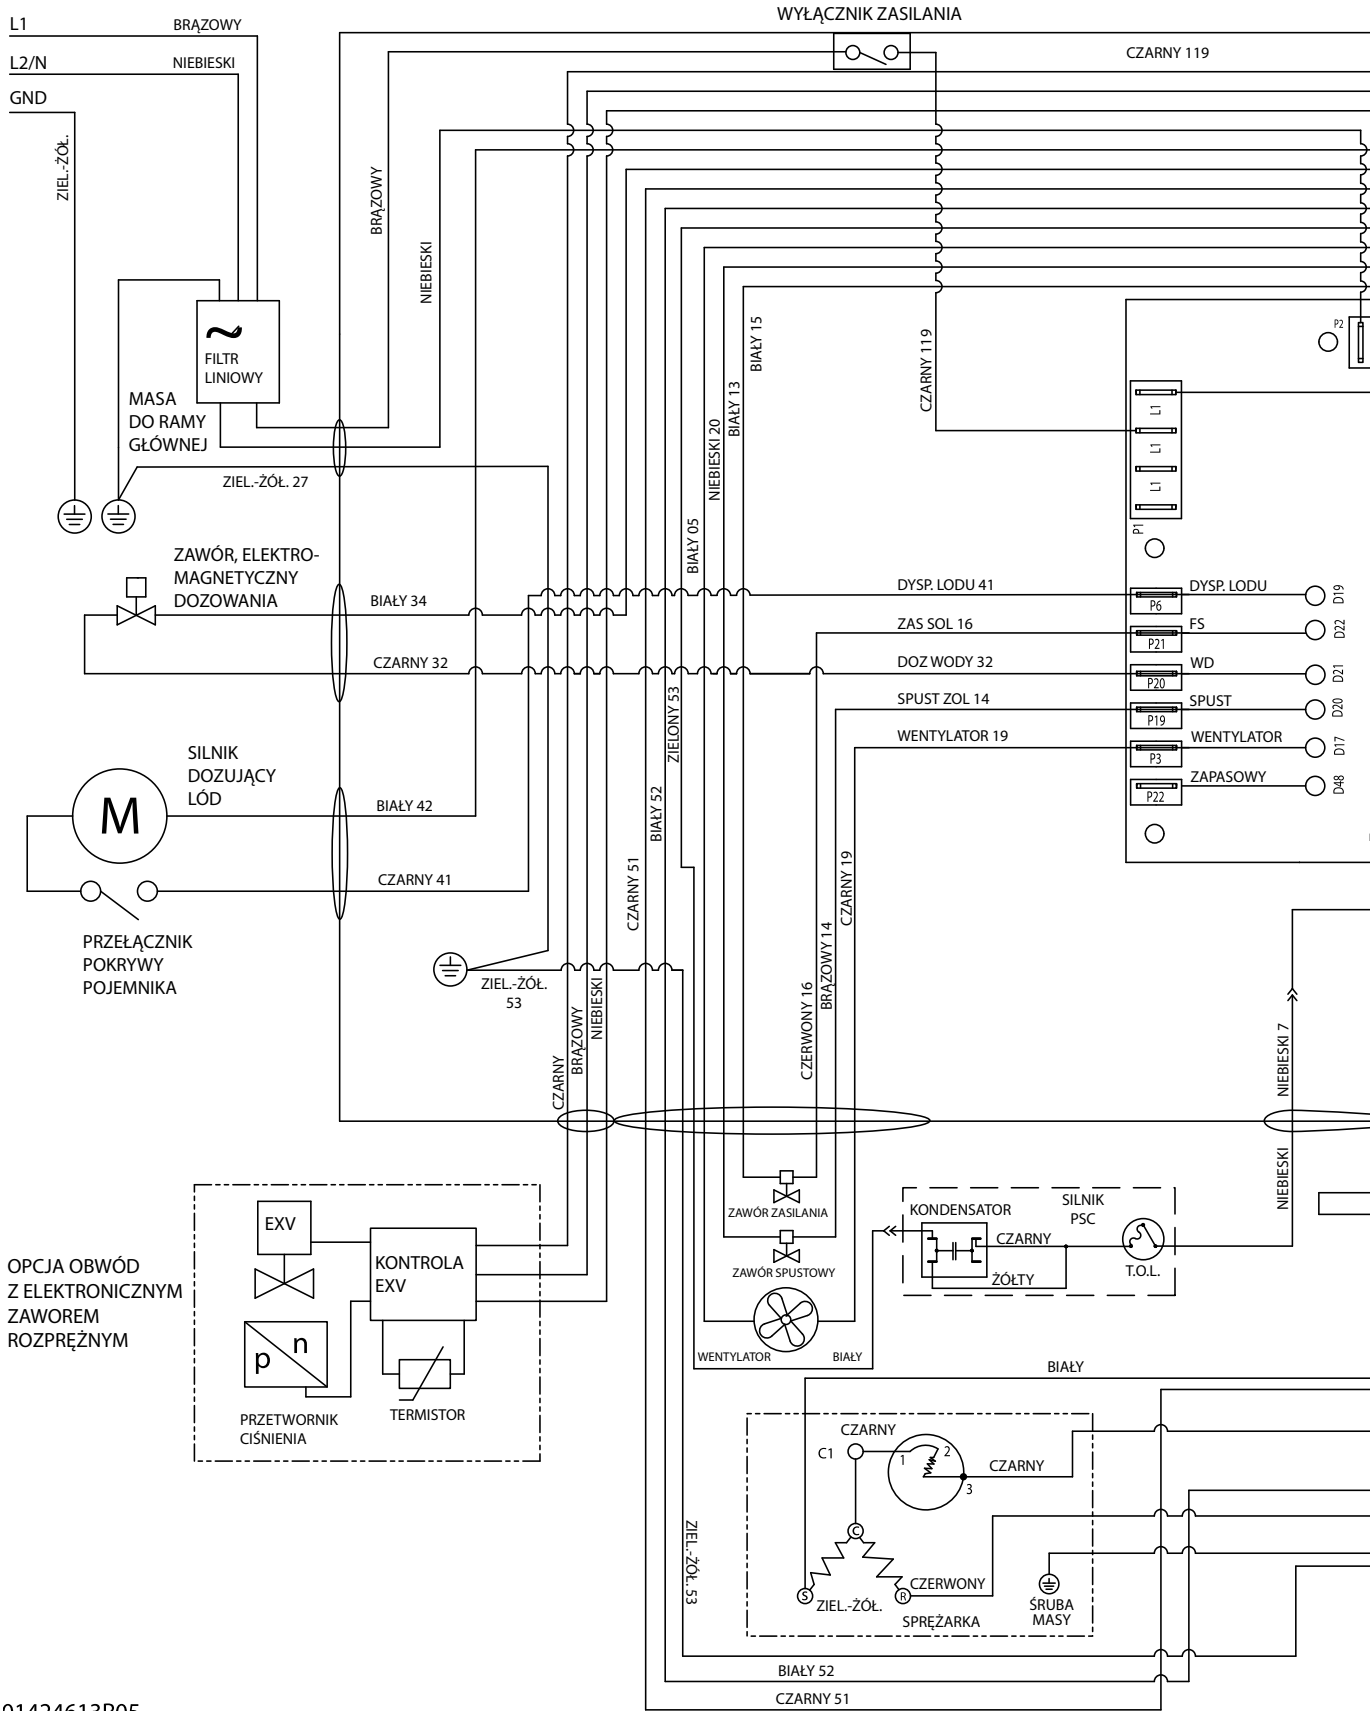 WYŁĄCZNIK ZASILANIA
L1
BRĄZOWY
CZARNY 119
L2/N
NIEBIESKI
GND
ZIEL.-ŻÓŁ.
BRĄZOWY
NIEBIESKI
FILTR
LINIOWY
MASA
DO RAMY
GŁÓWNEJ
ZIEL.-ŻÓŁ. 27
BIAŁY 15
BIAŁY 13
NIEBIESKI 20
BIAŁY 05
CZARNY 119
P2
L1
L1
L1
P1
ZAWÓR, ELEKTRO-
MAGNETYCZNY
DOZOWANIA
BIAŁY 34
CZARNY 32
DYSP. LODU 41
P6
DYSP. LODU
D19
ZAS SOL 16
P21
FS
D22
DOZ WODY 32
P20
WD
D21
SPUST ZOL 14
P19
SPUST
D20
WENTYLATOR 19
P3
WENTYLATOR
D17
P22
ZAPASOWY
D48
ZIELONY 53
SILNIK
DOZUJĄCY
LÓD
M
BIAŁY 42
CZARNY 41
BIAŁY 52
CZARNY 51
CZARNY 19
BRĄZOWY 14
CZERWONY 16
PRZEŁĄCZNIK
POKRYWY
POJEMNIKA
ZIEL.-ŻÓŁ.
53
NIEBIESKI
BRĄZOWY
CZARNY
NIEBIESKI 7
NIEBIESKI
ZAWÓR ZASILANIA
ZAWÓR SPUSTOWY
WENTYLATOR
BIAŁY
KONDENSATOR
SILNIK
PSC
CZARNY
ŻÓŁTY
T.O.L.
OPCJA OBWÓD
Z ELEKTRONICZNYM
ZAWOREM
ROZPRĘŻNYM
EXV
KONTROLA
EXV
p
n
PRZETWORNIK
CIŚNIENIA
TERMISTOR
BIAŁY
CZARNY
C1
1
2
3
CZARNY
C
S
R
ZIEL.-ŻÓŁ.
CZERWONY
SPRĘŻARKA
ŚRUBA
MASY
ZIEL.-ŻÓŁ. 53
BIAŁY 52
CZARNY 51